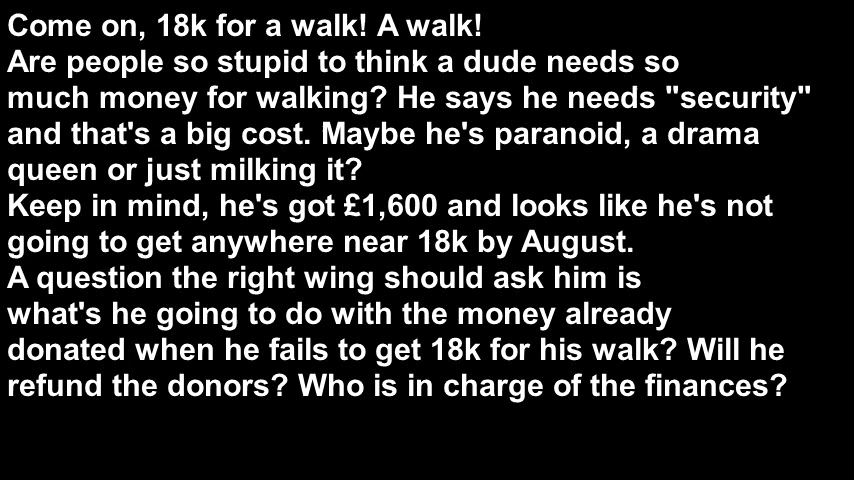 Come on, 18k for a walk! A walk!
Are people so stupid to think a dude needs so
much money for walking? He says he needs "security"
and that's a big cost. Maybe he's paranoid, a drama
queen or just milking it?
Keep in mind, he's got £1,600 and looks like he's not
going to get anywhere near 18k by August.
A question the right wing should ask him is
what's he going to do with the money already
donated when he fails to get 18k for his walk? Will he
refund the donors? Who is in charge of the finances?